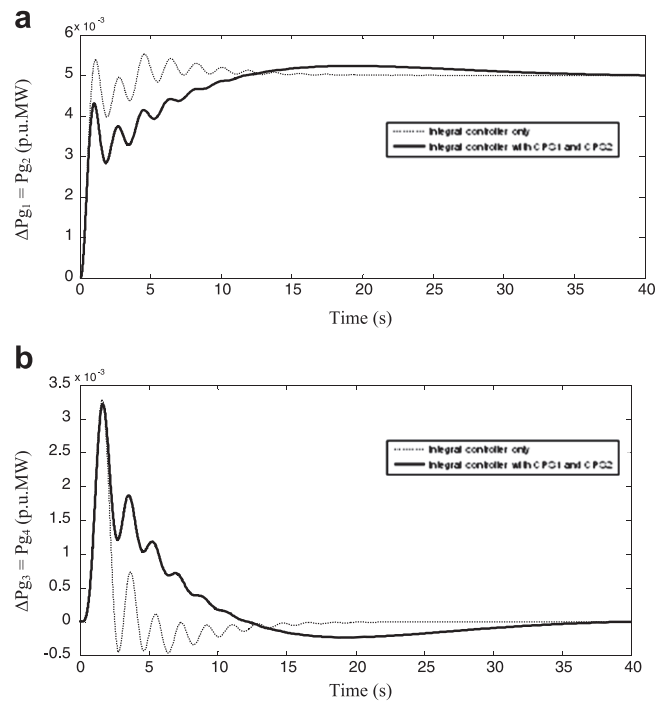 a
6 × 10⁻³
5
4
3
2
1
0
0 5 10 15 20 25 30 35 40
ΔPg₁ = Pg₂ (p.u.MW)
Integral controller only
Integral controller with CPG1 and CPG2
Time (s)
b
3.5 × 10⁻³
3
2.5
2
1.5
1
0.5
0
-0.5
0 5 10 15 20 25 30 35 40
ΔPg₃ = Pg₄ (p.u.MW)
Integral controller only
Integral controller with CPG1 and CPG2
Time (s)